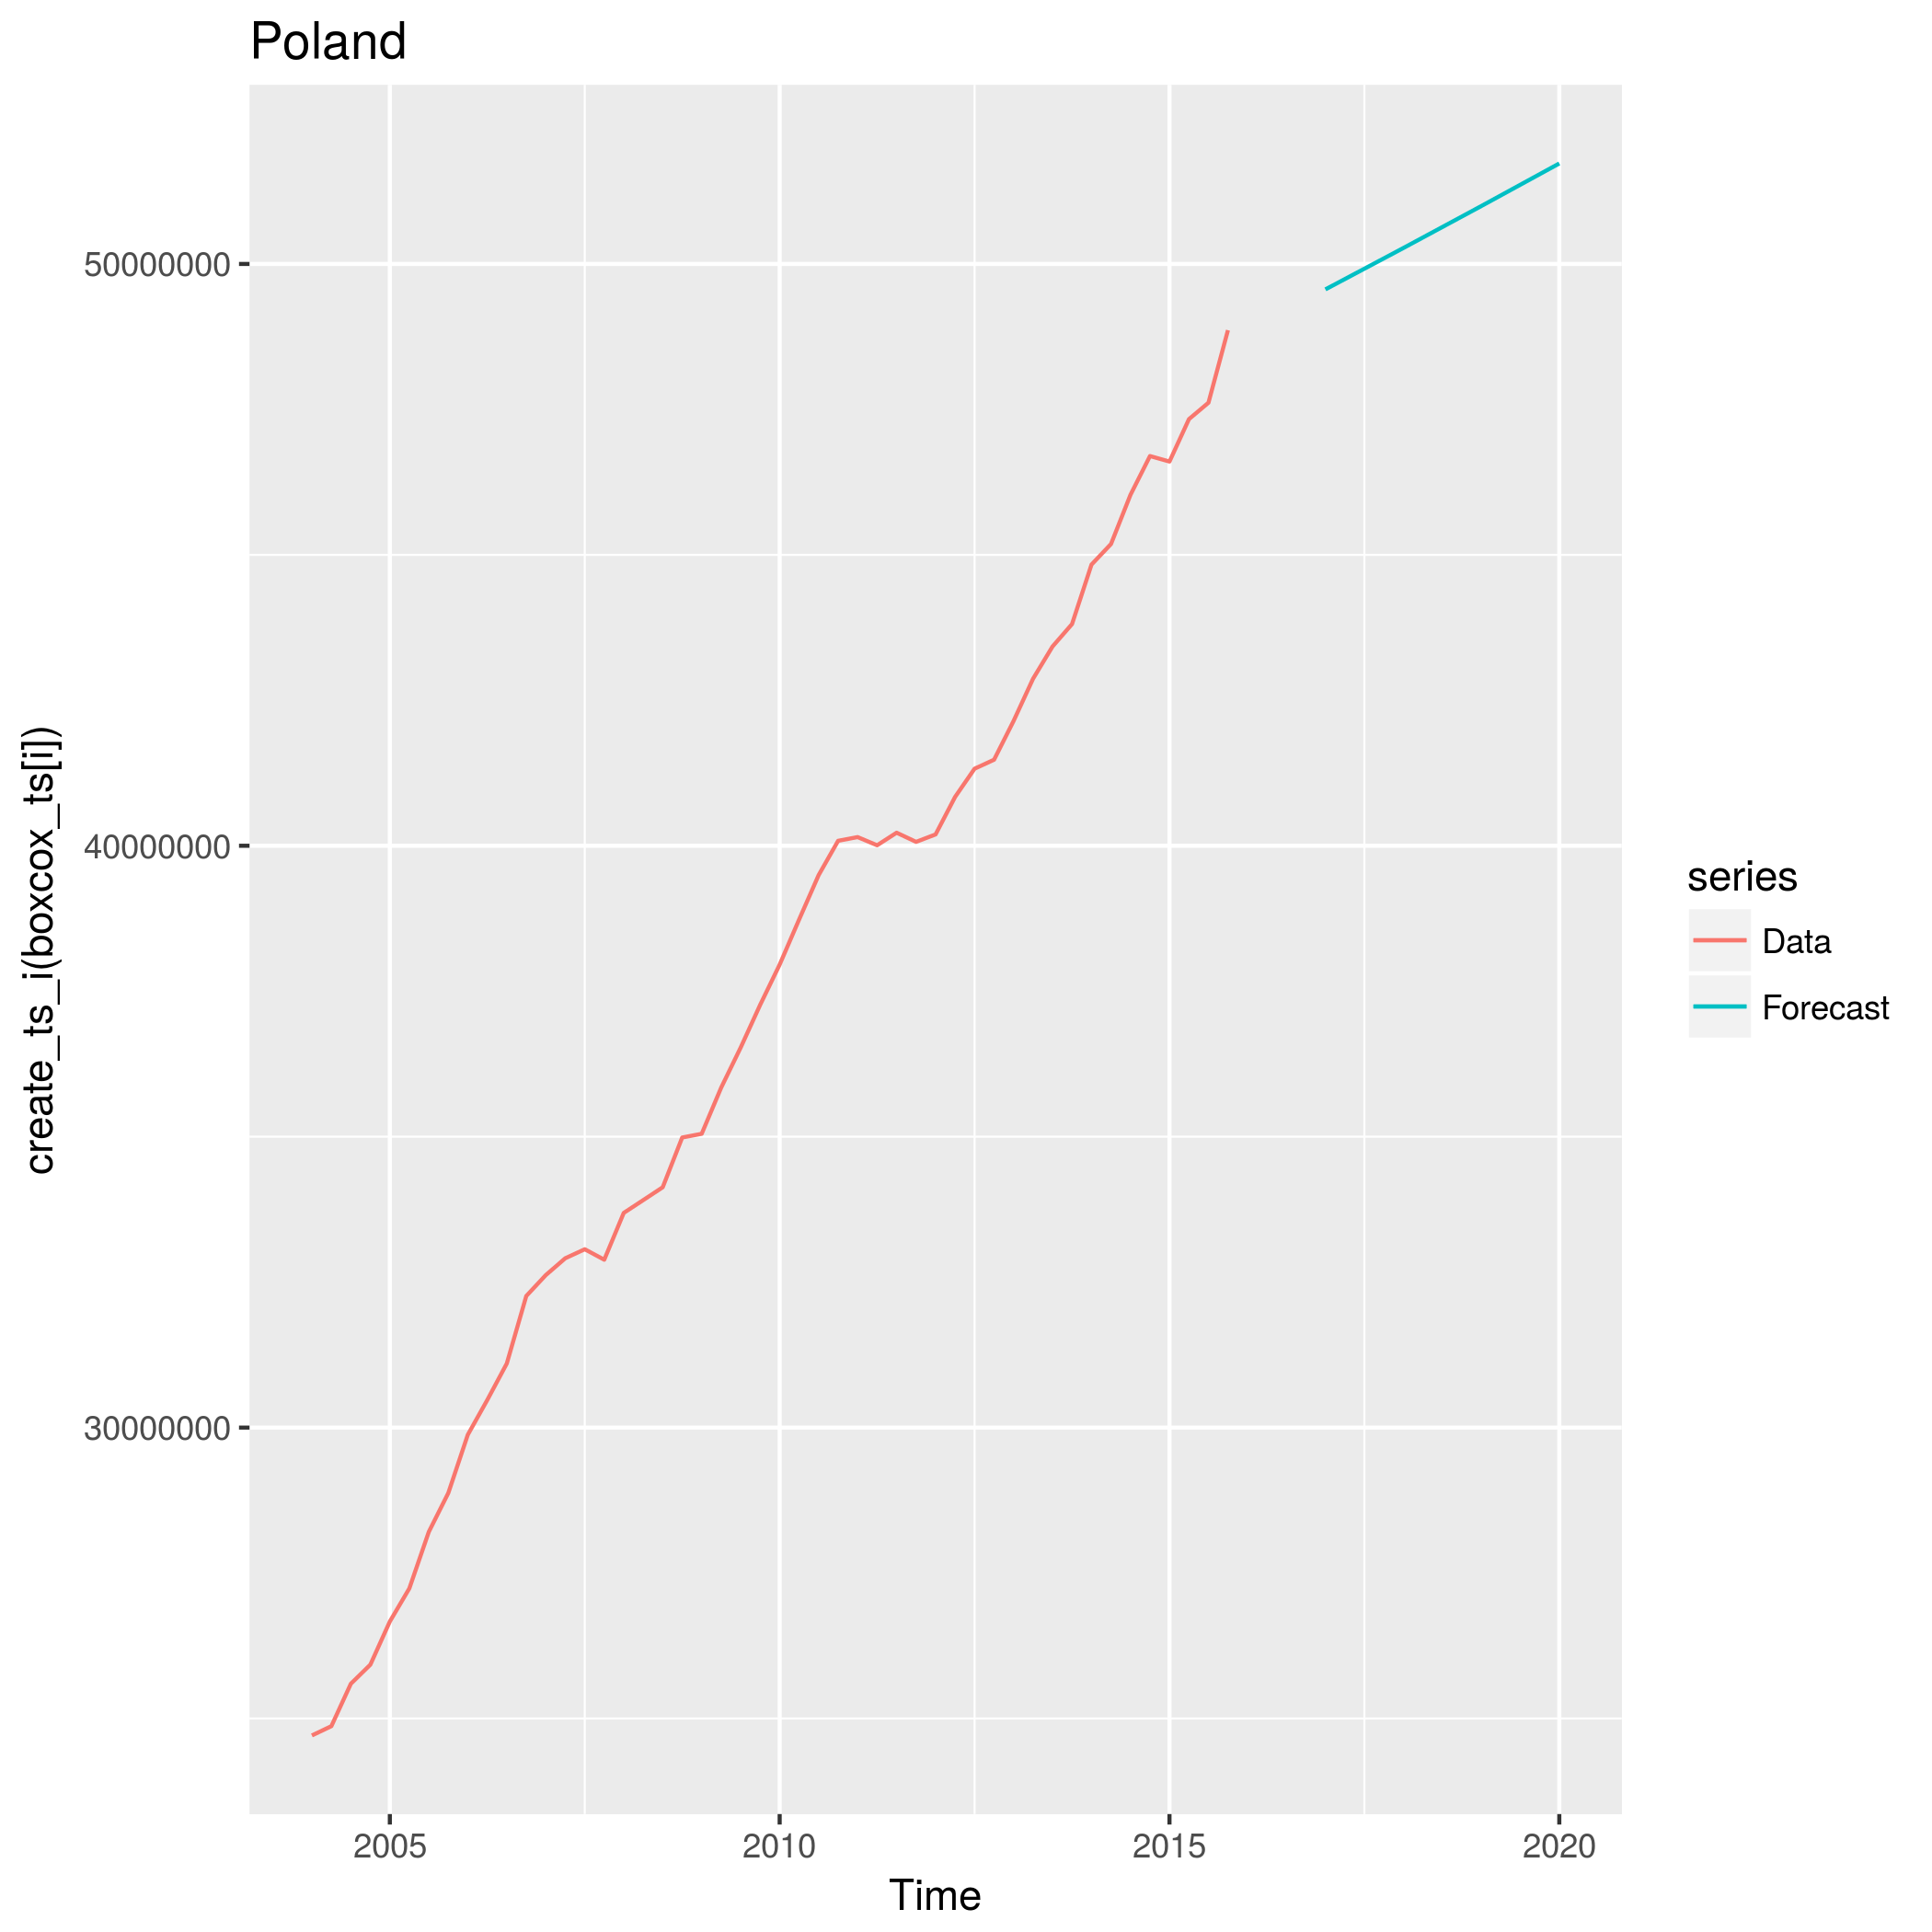 Poland
50000000
40000000
30000000
create_ts_i(boxcox_ts[i])
2005
2010
2015
2020
Time
series
Data
Forecast